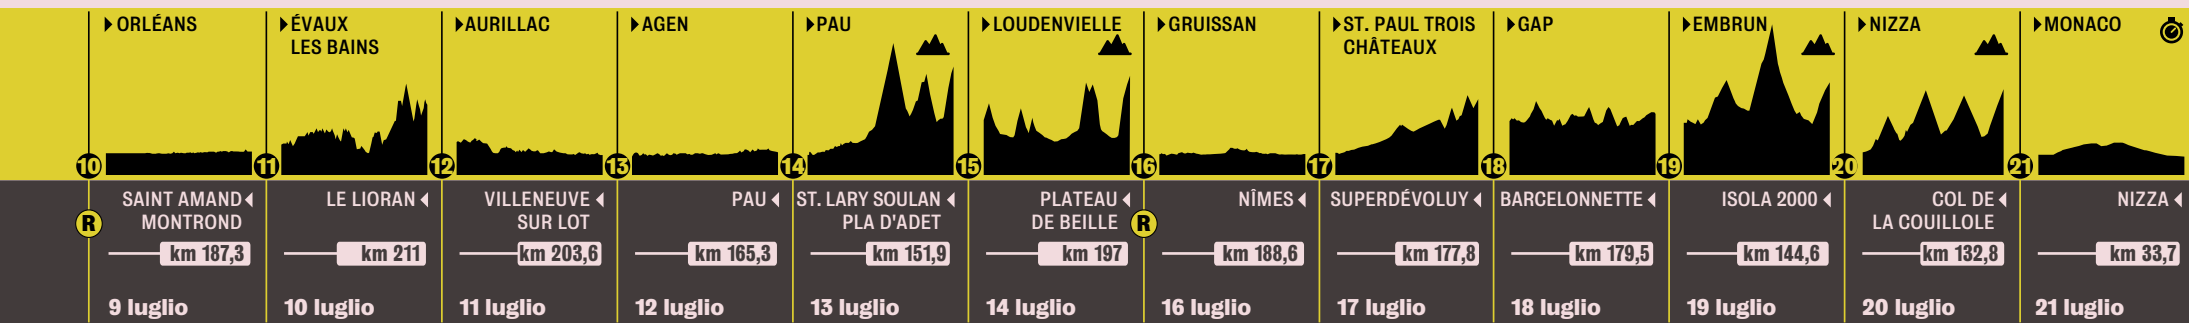 ORLÉANS
10
SAINT AMAND
MONTROND
R
km 187,3
9 luglio
ÉVAUX
LES BAINS
11
LE LIORAN
km 211
10 luglio
AURILLAC
12
VILLENEUVE
SUR LOT
km 203,6
11 luglio
AGEN
13
PAU
km 165,3
12 luglio
PAU
14
ST. LARY SOULAN
PLA D'ADET
km 151,9
13 luglio
LOUDENVIELLE
15
PLATEAU
DE BEILLE
km 197
14 luglio
GRUISSAN
16
R
NÎMES
km 188,6
16 luglio
ST. PAUL TROIS
CHÂTEAUX
17
SUPERDÉVOLUY
km 177,8
17 luglio
GAP
18
BARCELONNETTE
km 179,5
18 luglio
EMBRUN
19
ISOLA 2000
km 144,6
19 luglio
NIZZA
20
COL DE
LA COUILLOLE
km 132,8
20 luglio
MONACO
21
NIZZA
km 33,7
21 luglio